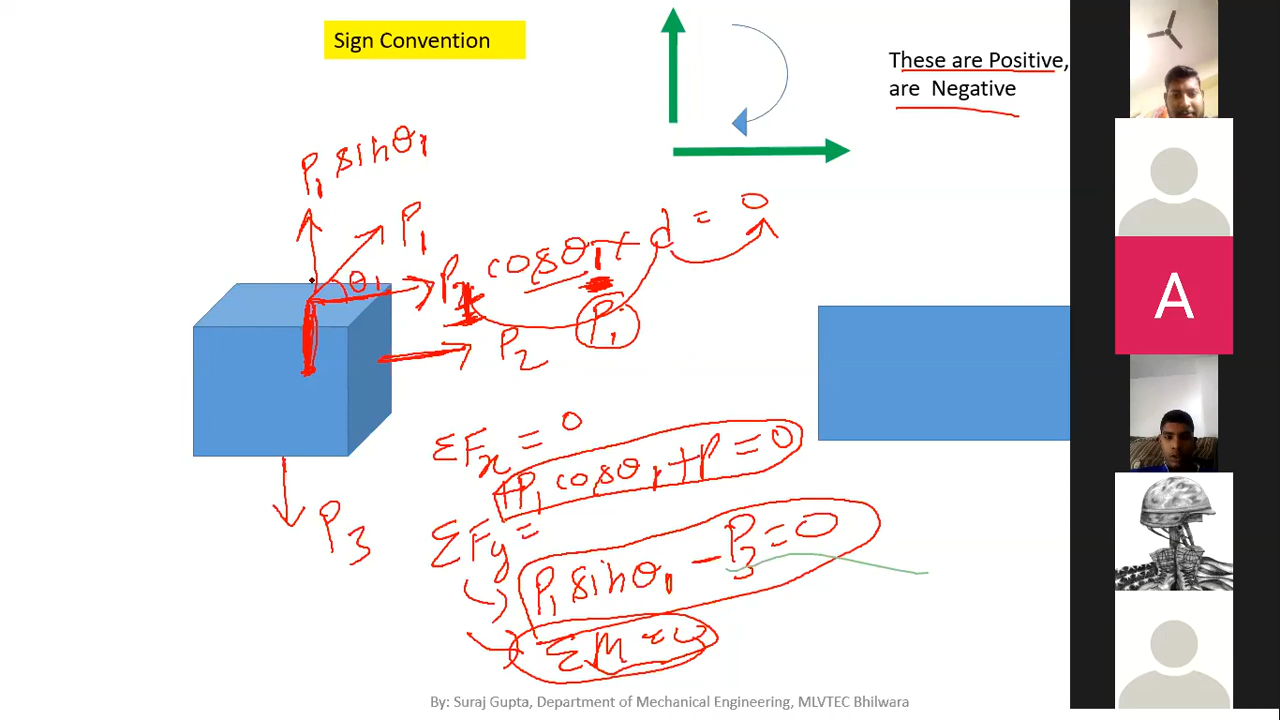 Sign Convention
These are Positive,
are Negative
P₁ sinθ₁
P₁
θ₁
cosθ₁ × d = 0
P₁
P₂
ΣFx = 0
+P₁ cosθ₁ + P = 0
ΣFy =
P₁ sinθ₁ - P₃ = 0
P₃
ΣM =
A
By: Suraj Gupta, Department of Mechanical Engineering, MLVTEC Bhilwara